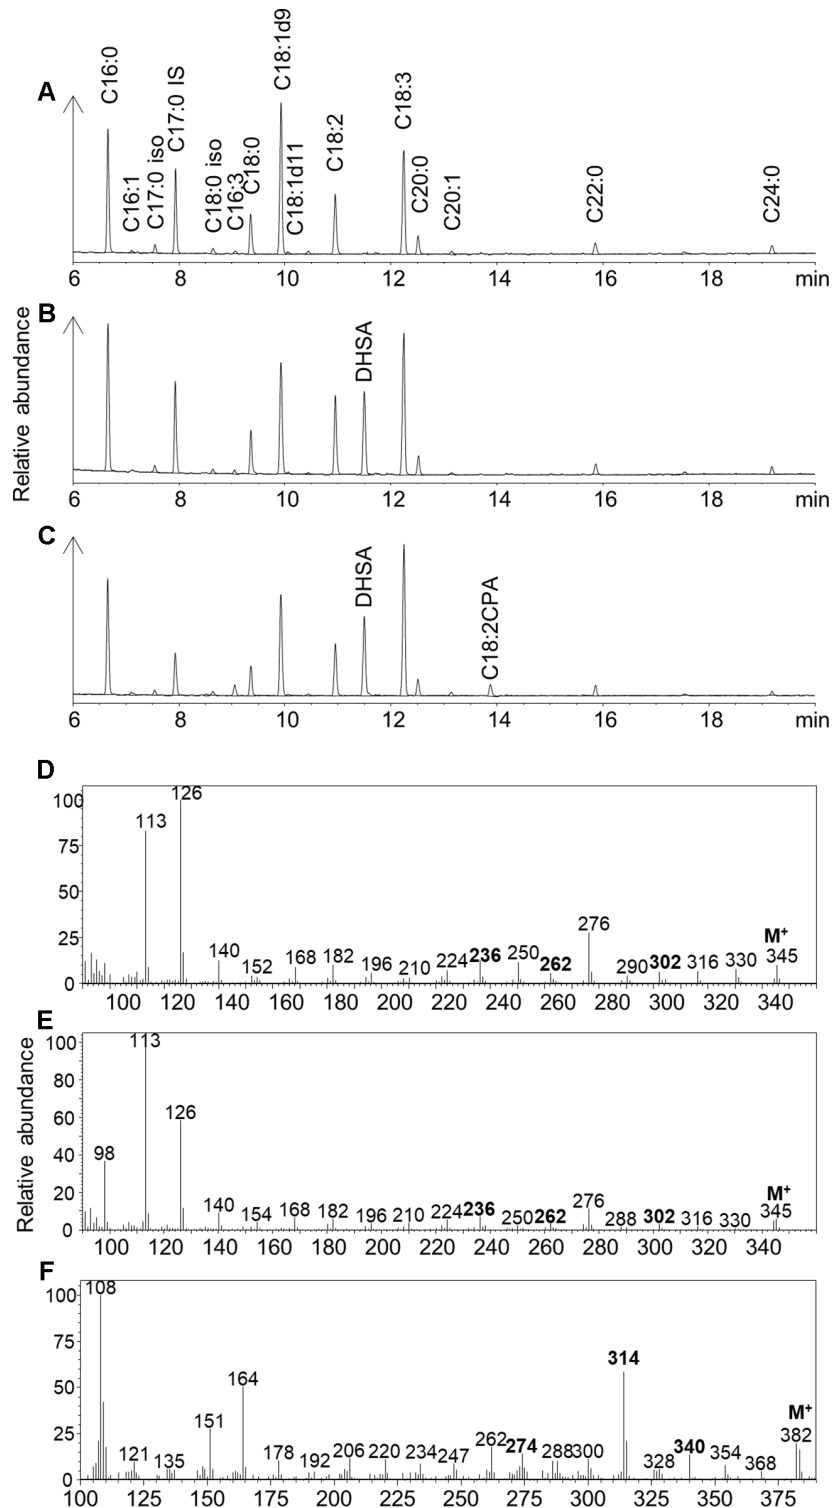 A
C16:0
C16:1
C17:0 iso
C17:0 IS
C18:0 iso
C16:3
C18:0
C18:1d9
C18:1d11
C18:2
C18:3
C20:0
C20:1
C22:0
C24:0
6 8 10 12 14 16 18 min
Relative abundance
B
DHSA
6 8 10 12 14 16 18 min
C
DHSA
C18:2CPA
6 8 10 12 14 16 18 min
D
100
75
50
25
0
113
126
140
152
168
182
196
210
224
236
250
262
276
290
302
316
330
M+
345
100 120 140 160 180 200 220 240 260 280 300 320 340
Relative abundance
E
100
80
60
40
20
0
98
113
126
140
154
168
182
196
210
224
236
250
262
276
288
302
316
330
M+
345
100 120 140 160 180 200 220 240 260 280 300 320 340
F
100
75
50
25
0
108
121
135
151
164
178
192
206
220
234
247
262
274
288
300
314
328
340
354
368
M+
382
100 125 150 175 200 225 250 275 300 325 350 375